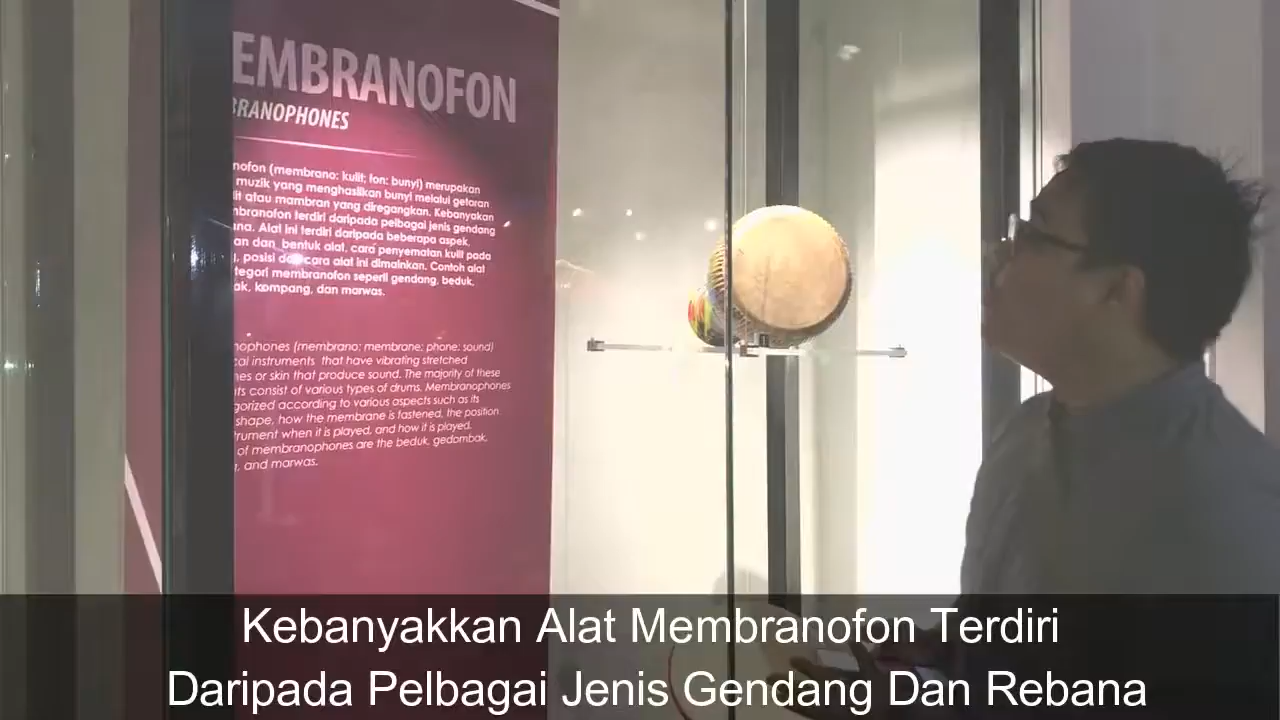 EMBRANOFON
BRANOPHONES
nofon (membrano: kulit; fon: bunyi) merupakan
muzik yang menghasilkan bunyi melalui getaran
lit atau mambran yang diregangkan. Kebanyakan
mbranofon terdiri daripada pelbagai jenis gendang
ana. Alat ini terdiri daripada beberapa aspek,
an dan bentuk alat, cara penyematan kulit pada
, posisi dan cara alat ini dimainkan. Contoh alat
tegori membranofon seperti gendang, beduk,
ak, kompang, dan marwas.
nophones (membrano; membrane; phone: sound)
cal instruments that have vibrating stretched
nes or skin that produce sound. The majority of these
nts consist of various types of drums. Membranophones
gorized according to various aspects such as its
shape, how the membrane is fastened, the position
trument when it is played, and how it is played.
of membranophones are the beduk, gedombak,
, and marwas.
Kebanyakkan Alat Membranofon Terdiri
Daripada Pelbagai Jenis Gendang Dan Rebana